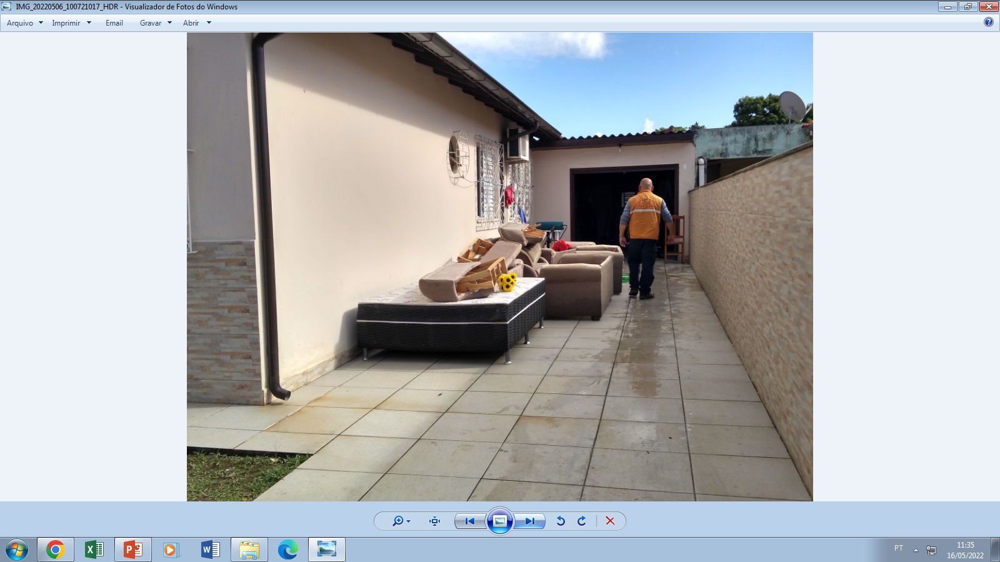 IMG_20220506_100721017_HDR - Visualizador de Fotos do Windows
Arquivo Imprimir Email Gravar Abrir
PT
11:35
16/05/2022